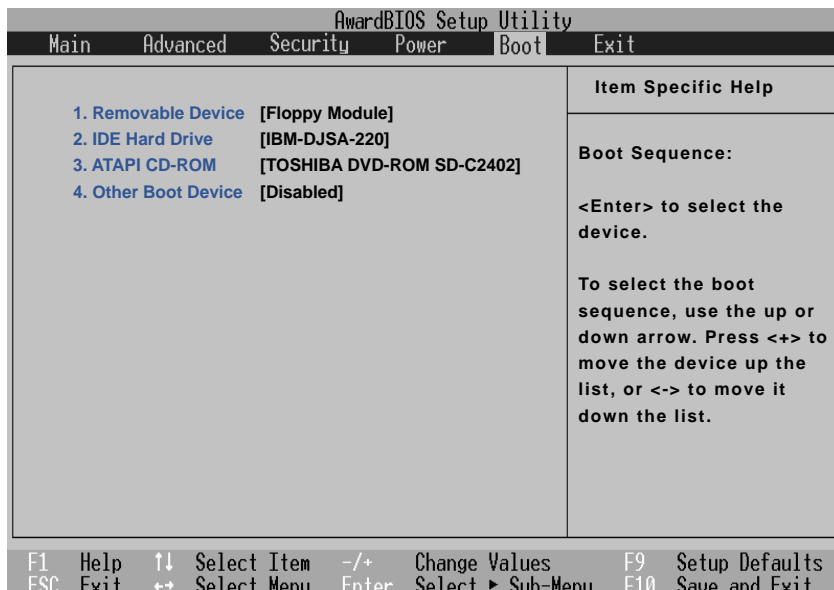 AwardBIOS Setup Utility
Main Advanced Security Power Boot Exit
1. Removable Device [Floppy Module]
2. IDE Hard Drive [IBM-DJSA-220]
3. ATAPI CD-ROM [TOSHIBA DVD-ROM SD-C2402]
4. Other Boot Device [Disabled]
Item Specific Help
Boot Sequence:
<Enter> to select the
device.
To select the boot
sequence, use the up or
down arrow. Press <+> to
move the device up the
list, or <-> to move it
down the list.
F1 Help ↑↓ Select Item -/+ Change Values F9 Setup Defaults
ESC Exit ↔ Select Menu Enter Select ► Sub-Menu F10 Save and Exit